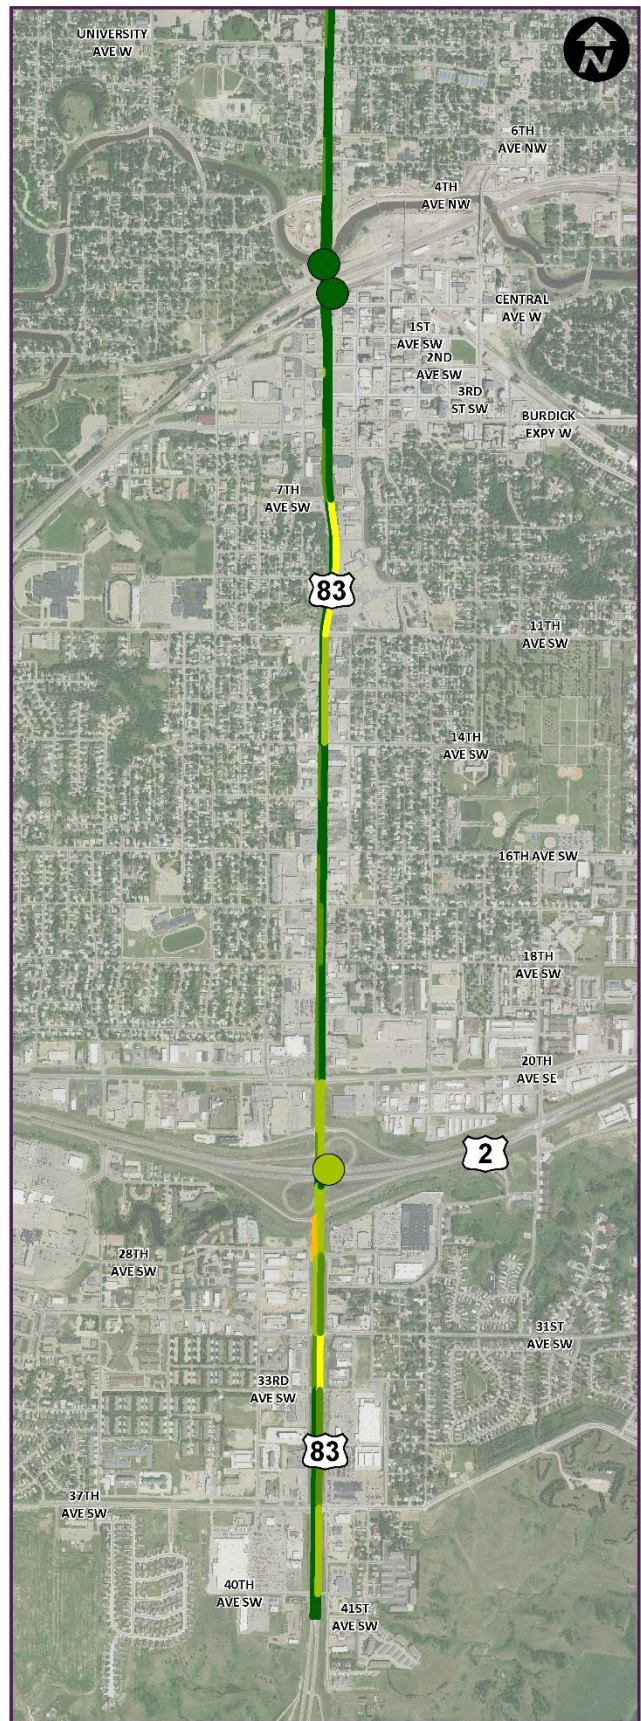 UNIVERSITY
AVE W
N
6TH
AVE NW
4TH
AVE NW
CENTRAL
AVE W
1ST
AVE SW
2ND
AVE SW
3RD
ST SW
BURDICK
EXPY W
7TH
AVE SW
83
11TH
AVE SW
14TH
AVE SW
16TH AVE SW
18TH
AVE SW
20TH
AVE SE
2
28TH
AVE SW
31ST
AVE SW
33RD
AVE SW
83
37TH
AVE SW
40TH
AVE SW
41ST
AVE SW